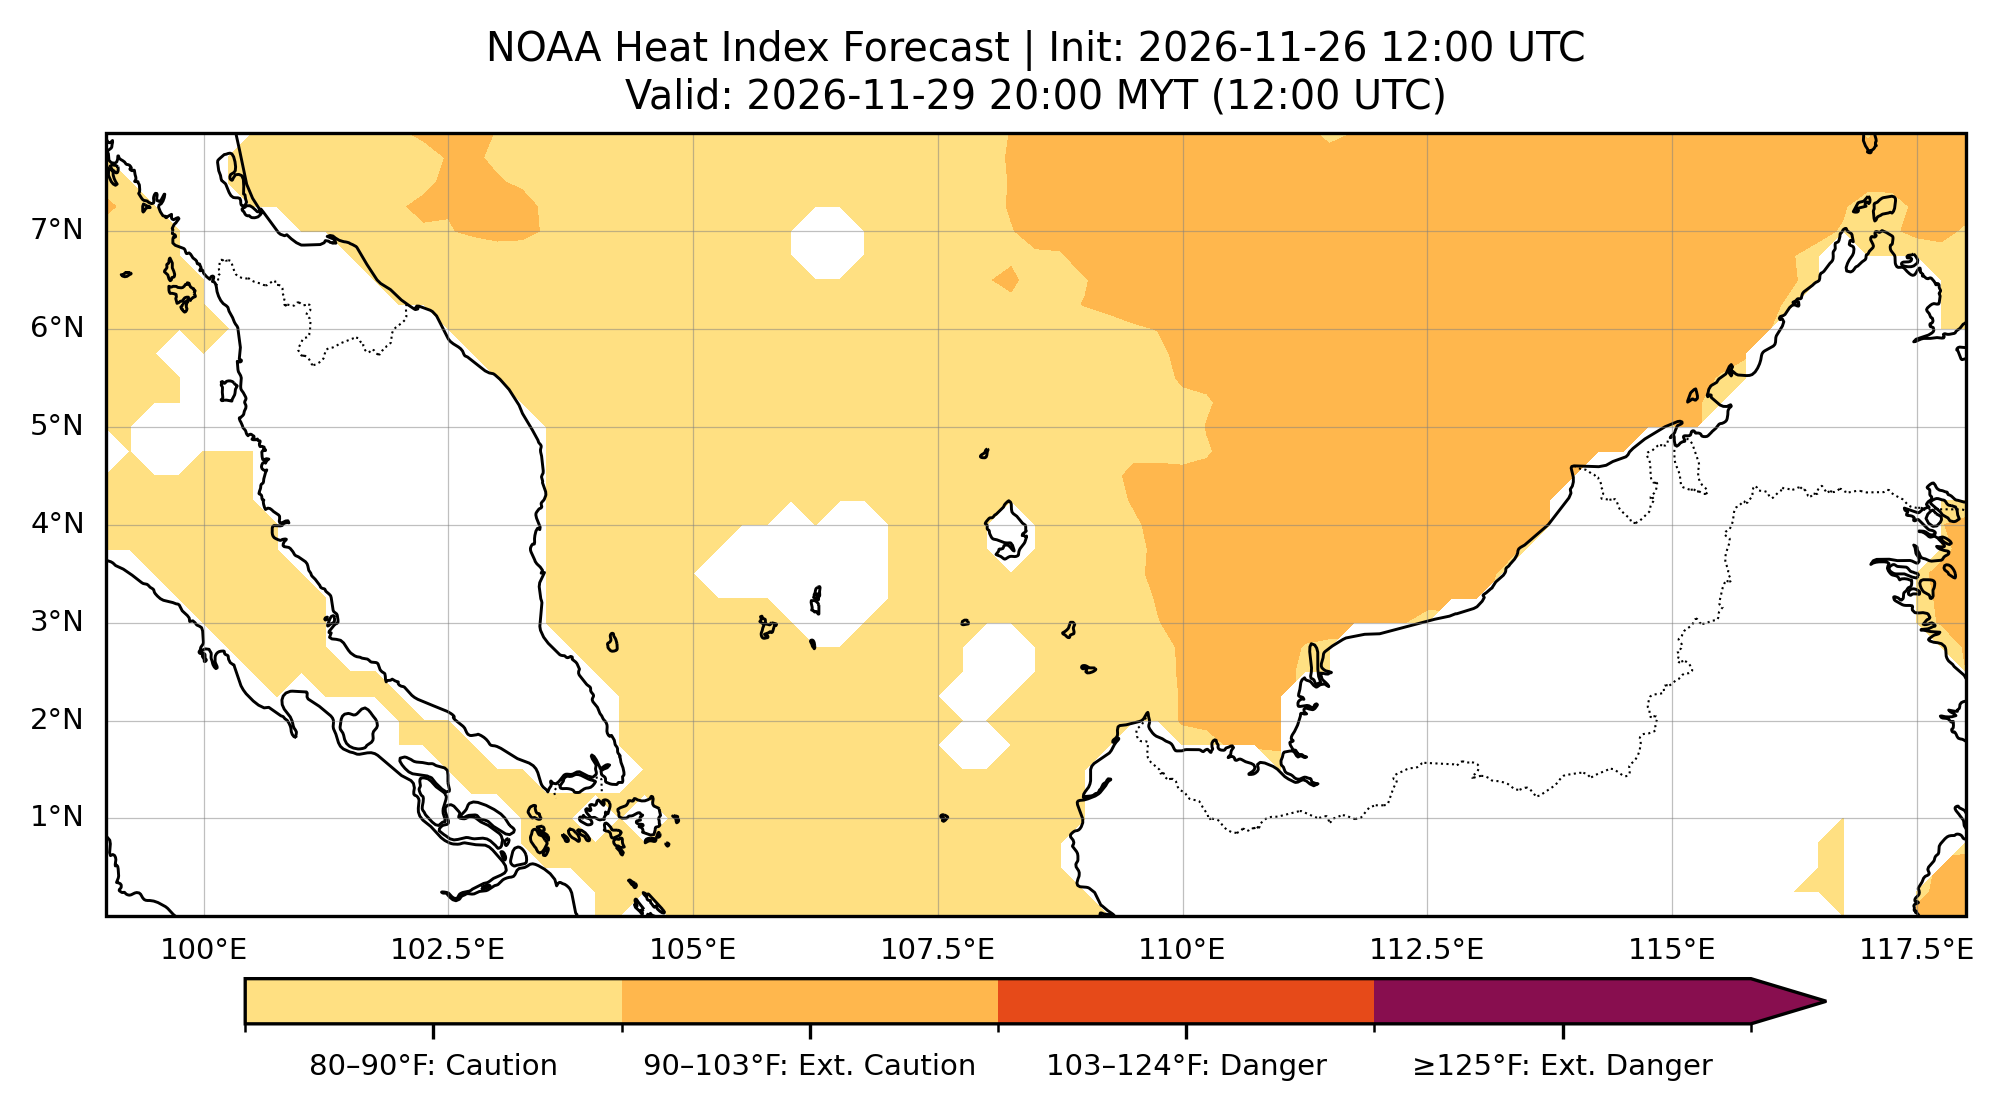 NOAA Heat Index Forecast | Init: 2026-11-26 12:00 UTC
Valid: 2026-11-29 20:00 MYT (12:00 UTC)
7°N
6°N
5°N
4°N
3°N
2°N
1°N
100°E 102.5°E 105°E 107.5°E 110°E 112.5°E 115°E 117.5°E
80–90°F: Caution 90–103°F: Ext. Caution 103–124°F: Danger ≥125°F: Ext. Danger